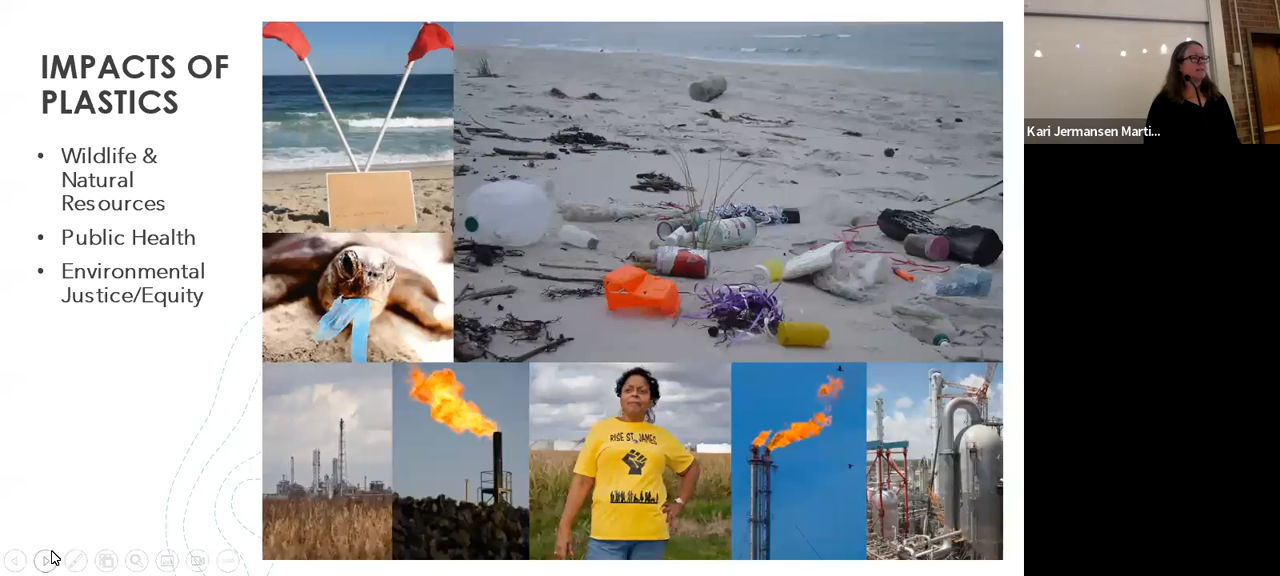 IMPACTS OF
PLASTICS
• Wildlife &
Natural
Resources
• Public Health
• Environmental
Justice/Equity
RISE ST. JAMES
Kari Jermansen Marti...